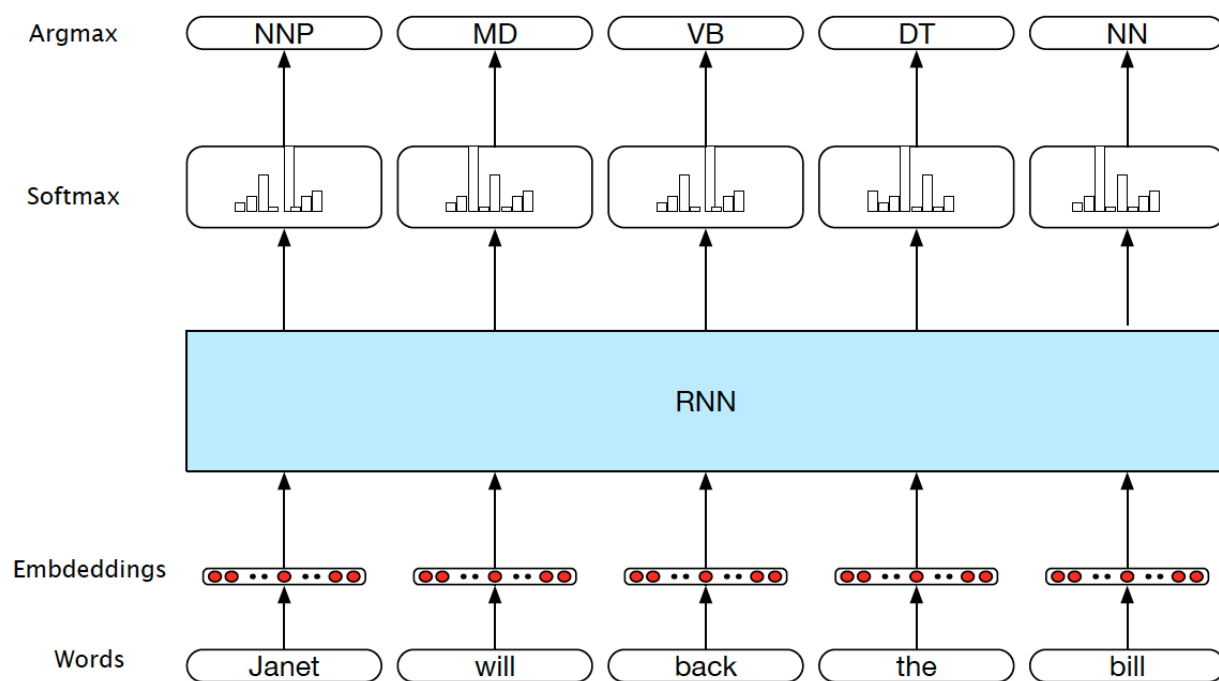 Argmax NNP MD VB DT NN
Softmax
RNN
Embdeddings
Words Janet will back the bill